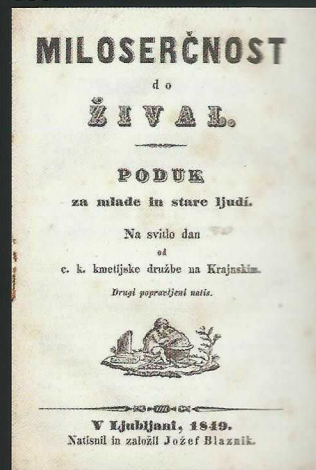 MILOSERČNOST
do
ŽIVAL.
PODUK
za mlade in stare ljudí.
Na svitlo dan
od
c. k. kmetijske družbe na Krajnskim.
Drugi popravljeni natis.
V Ljubljani, 1849.
Natisnil in založil Jožef Blaznik.